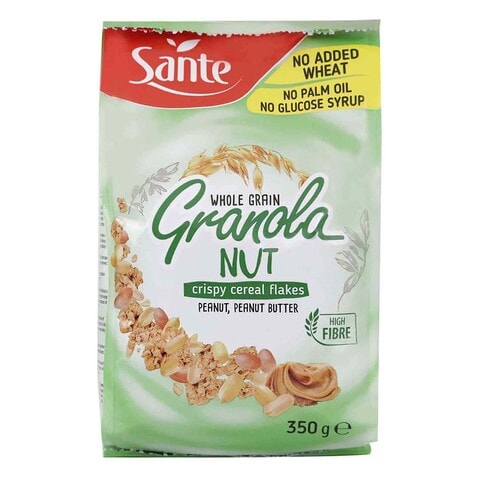 Sante
NO ADDED
WHEAT
NO PALM OIL
NO GLUCOSE SYRUP
WHOLE GRAIN
Granola
NUT
crispy cereal flakes
PEANUT, PEANUT BUTTER
HIGH
FIBRE
350 g ℮